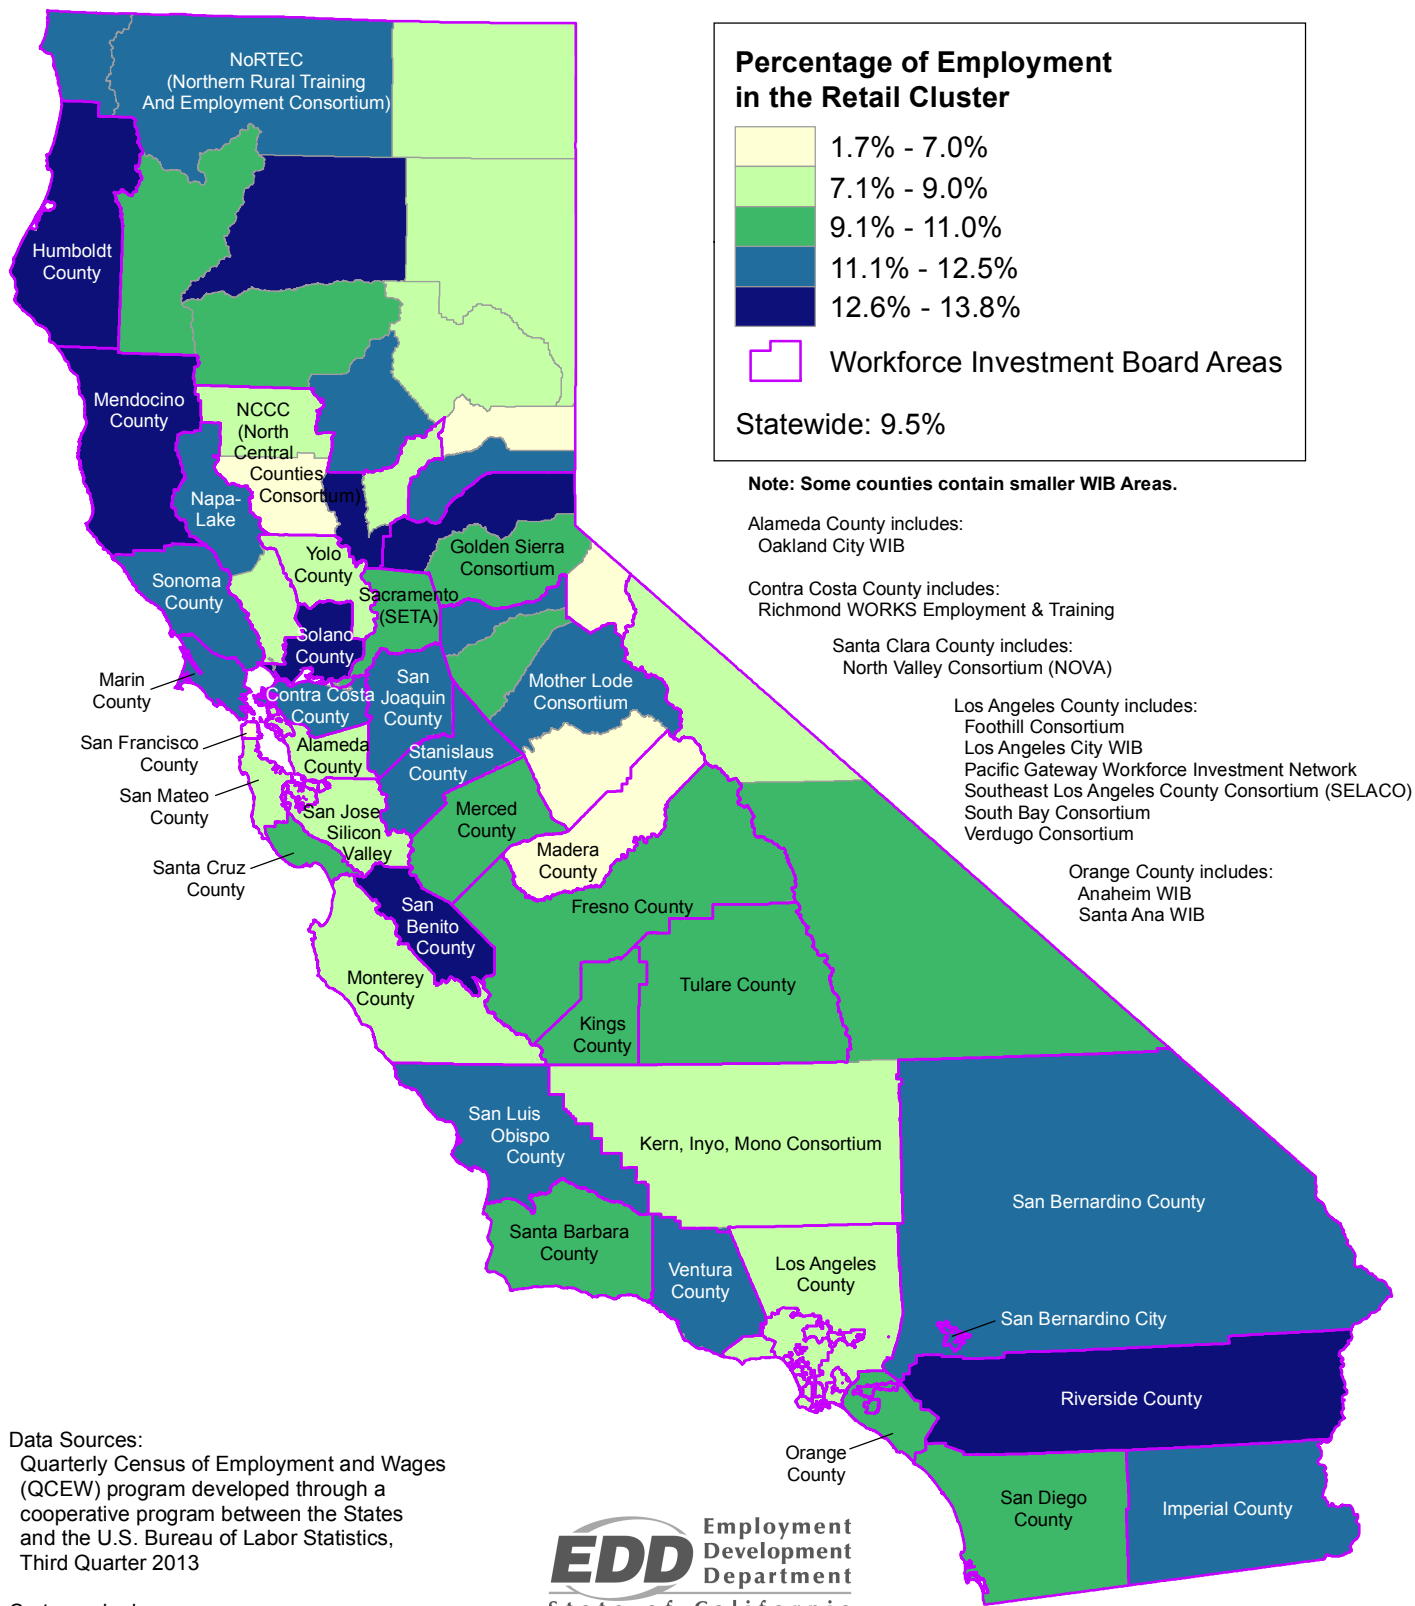 NoRTEC
(Northern Rural Training
And Employment Consortium)
Humboldt
County
Mendocino
County
NCCC
(North
Central
Counties
Consortium)
Napa-
Lake
Yolo
County
Golden Sierra
Consortium
Sonoma
County
Sacramento
(SETA)
Solano
County
Marin
County
Contra Costa
County
San
Joaquin
County
Mother Lode
Consortium
San Francisco
County
Alameda
County
Stanislaus
County
San Mateo
County
San Jose
Silicon
Valley
Merced
County
Madera
County
Santa Cruz
County
San
Benito
County
Fresno County
Monterey
County
Tulare County
Kings
County
San Luis
Obispo
County
Kern, Inyo, Mono Consortium
San Bernardino County
Santa Barbara
County
Ventura
County
Los Angeles
County
San Bernardino City
Riverside County
Orange
County
San Diego
County
Imperial County
Percentage of Employment
in the Retail Cluster
1.7% - 7.0%
7.1% - 9.0%
9.1% - 11.0%
11.1% - 12.5%
12.6% - 13.8%
Workforce Investment Board Areas
Statewide: 9.5%
Note: Some counties contain smaller WIB Areas.
Alameda County includes:
Oakland City WIB
Contra Costa County includes:
Richmond WORKS Employment & Training
Santa Clara County includes:
North Valley Consortium (NOVA)
Los Angeles County includes:
Foothill Consortium
Los Angeles City WIB
Pacific Gateway Workforce Investment Network
Southeast Los Angeles County Consortium (SELACO)
South Bay Consortium
Verdugo Consortium
Orange County includes:
Anaheim WIB
Santa Ana WIB
Data Sources:
Quarterly Census of Employment and Wages
(QCEW) program developed through a
cooperative program between the States
and the U.S. Bureau of Labor Statistics,
Third Quarter 2013
EDD
Employment
Development
Department
State of California